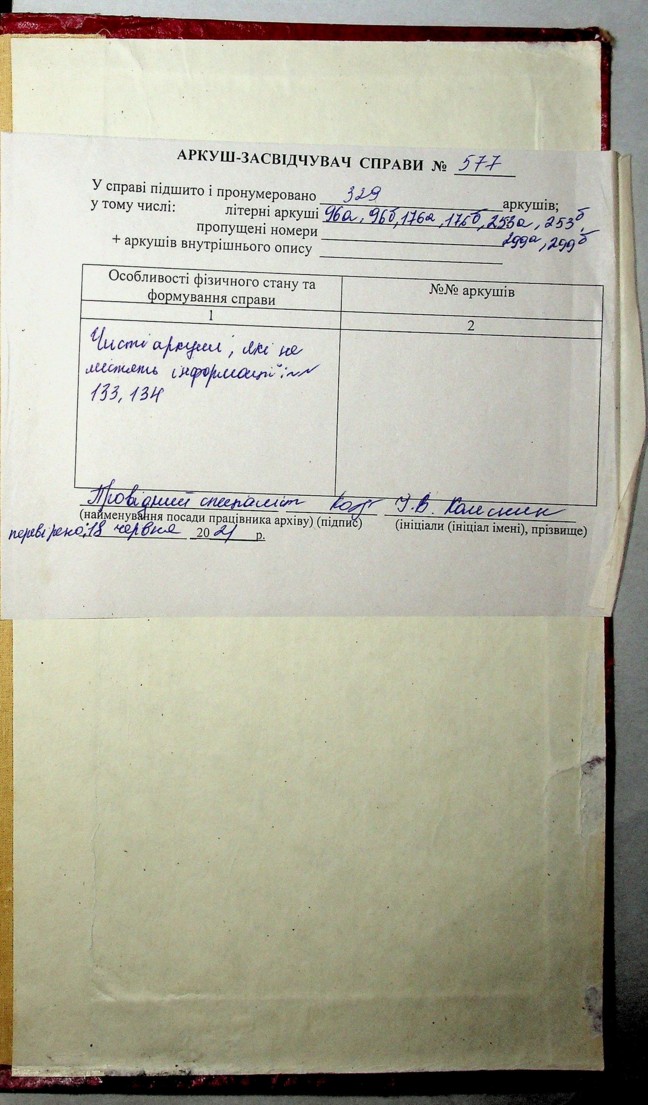 АРКУШ-ЗАСВІДЧУВАЧ СПРАВИ № 577
У справі підшито і пронумеровано 329 аркушів;
у тому числі: літерні аркуші 96а, 96б, 176а, 176б, 253а, 253б,
пропущені номери 299а, 299б
+ аркушів внутрішнього опису
Особливості фізичного стану та формування справи
№№ аркушів
1
2
Чисті аркуші, які не
містять інформації:
133, 134
Провідний спеціаліст І.В. Колесник
(найменування посади працівника архіву) (підпис) (ініціали (ініціал імені), прізвище)
перевірено: 18 червня 2021 р.